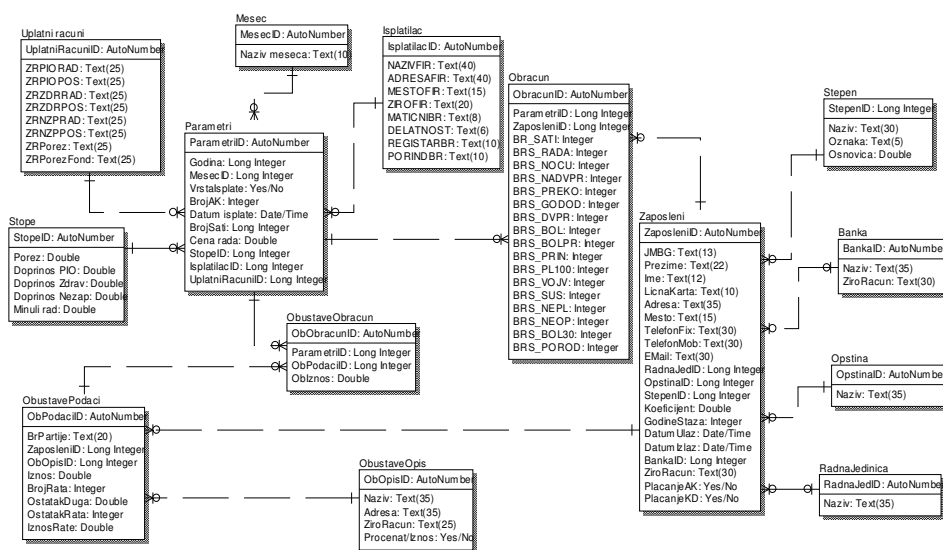 Uplatni racuni
UplatniRacuniID: AutoNumber
ZRPIORAD: Text(25)
ZRPIOPOS: Text(25)
ZRZDRRAD: Text(25)
ZRZDRPOS: Text(25)
ZRNZPRAD: Text(25)
ZRNZPPOS: Text(25)
ZRPorez: Text(25)
ZRPorezFond: Text(25)
Mesec
MesecID: AutoNumber
Naziv meseca: Text(10)
Isplatilac
IsplatilacID: AutoNumber
NAZIVFIR: Text(40)
ADRESAFIR: Text(40)
MESTOFIR: Text(15)
ZIROFIR: Text(20)
MATICNIBR: Text(8)
DELATNOST: Text(6)
REGISTARBR: Text(10)
PORINDBR: Text(10)
Obracun
ObracunID: AutoNumber
ParametriID: Long Integer
ZaposleniID: Long Integer
BR_SATI: Integer
BRS_RADA: Integer
BRS_NOCU: Integer
BRS_NADVPR: Integer
BRS_PREKO: Integer
BRS_GODOD: Integer
BRS_DVPR: Integer
BRS_BOL: Integer
BRS_BOLPR: Integer
BRS_PRIN: Integer
BRS_PL100: Integer
BRS_VOJV: Integer
BRS_SUS: Integer
BRS_NEPL: Integer
BRS_NEOP: Integer
BRS_BOL30: Integer
BRS_POROD: Integer
Stepen
StepenID: Long Integer
Naziv: Text(30)
Oznaka: Text(5)
Osnovica: Double
Parametri
ParametriID: AutoNumber
Godina: Long Integer
MesecID: Long Integer
VrstaIsplate: Yes/No
BrojAK: Integer
Datum isplate: Date/Time
BrojSati: Long Integer
Cena rada: Double
StopeID: Long Integer
IsplatilacID: Long Integer
UplatniRacuniID: Long Integer
Stope
StopeID: AutoNumber
Porez: Double
Doprinos PIO: Double
Doprinos Zdrav: Double
Doprinos Nezap: Double
Minuli rad: Double
Zaposleni
ZaposleniID: AutoNumber
JMBG: Text(13)
Prezime: Text(22)
Ime: Text(12)
LicnaKarta: Text(10)
Adresa: Text(35)
Mesto: Text(15)
TelefonFix: Text(30)
TelefonMob: Text(30)
EMail: Text(30)
RadnaJedID: Long Integer
OpstinaID: Long Integer
StepenID: Long Integer
Koeficijent: Double
GodineStaza: Integer
DatumUlaz: Date/Time
DatumIzlaz: Date/Time
BankaID: Long Integer
ZiroRacun: Text(30)
PlacanjeAK: Yes/No
PlacanjeKD: Yes/No
Banka
BankaID: AutoNumber
Naziv: Text(35)
ZiroRacun: Text(30)
ObustaveObracun
ObObracunID: AutoNumber
ParametriID: Long Integer
ObPodaciID: Long Integer
ObIznos: Double
Opstina
OpstinaID: AutoNumber
Naziv: Text(35)
ObustavePodaci
ObPodaciID: AutoNumber
BrPartije: Text(20)
ZaposleniID: Long Integer
ObOpisID: Long Integer
Iznos: Double
BrojRata: Integer
OstatakDuga: Double
OstatakRata: Integer
IznosRate: Double
ObustaveOpis
ObOpisID: AutoNumber
Naziv: Text(35)
Adresa: Text(35)
ZiroRacun: Text(25)
Procenat/Iznos: Yes/No
RadnaJedinica
RadnaJedID: AutoNumber
Naziv: Text(35)